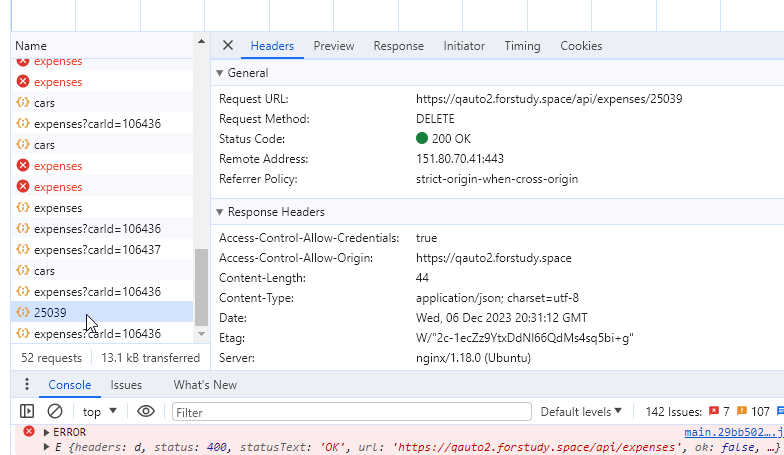 Name
Headers Preview Response Initiator Timing Cookies
expenses
expenses
cars
expenses?carId=106436
cars
expenses
expenses
expenses
expenses?carId=106436
expenses?carId=106437
cars
expenses?carId=106436
25039
expenses?carId=106436
52 requests 13.1 kB transferred
General
Request URL: https://qauto2.forstudy.space/api/expenses/25039
Request Method: DELETE
Status Code: 200 OK
Remote Address: 151.80.70.41:443
Referrer Policy: strict-origin-when-cross-origin
Response Headers
Access-Control-Allow-Credentials: true
Access-Control-Allow-Origin: https://qauto2.forstudy.space
Content-Length: 44
Content-Type: application/json; charset=utf-8
Date: Wed, 06 Dec 2023 20:31:12 GMT
Etag: W/"2c-1ecZz9YtxDdNI66QdMs4sq5bi+g"
Server: nginx/1.18.0 (Ubuntu)
Console Issues What's New
top Filter Default levels 142 Issues: 7 107
ERROR main.29bb502….j
E {headers: d, status: 400, statusText: 'OK', url: 'https://qauto2.forstudy.space/api/expenses', ok: false, …}